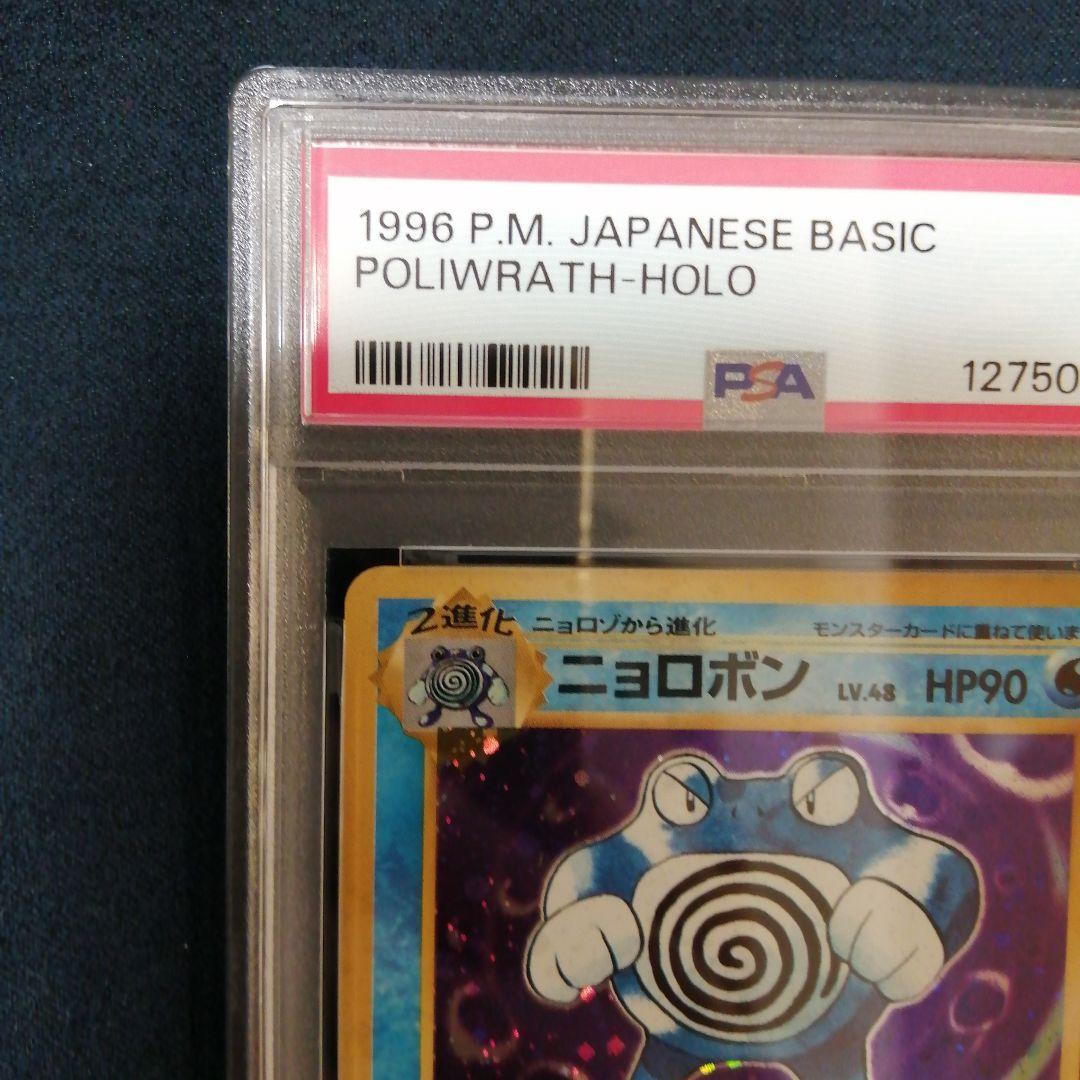 1996 P.M. JAPANESE BASIC
POLIWRATH-HOLO
PSA
12750
2進化 ニョロゾから進化 モンスターカードに重ねて使いま
ニョロボン LV.48 HP90